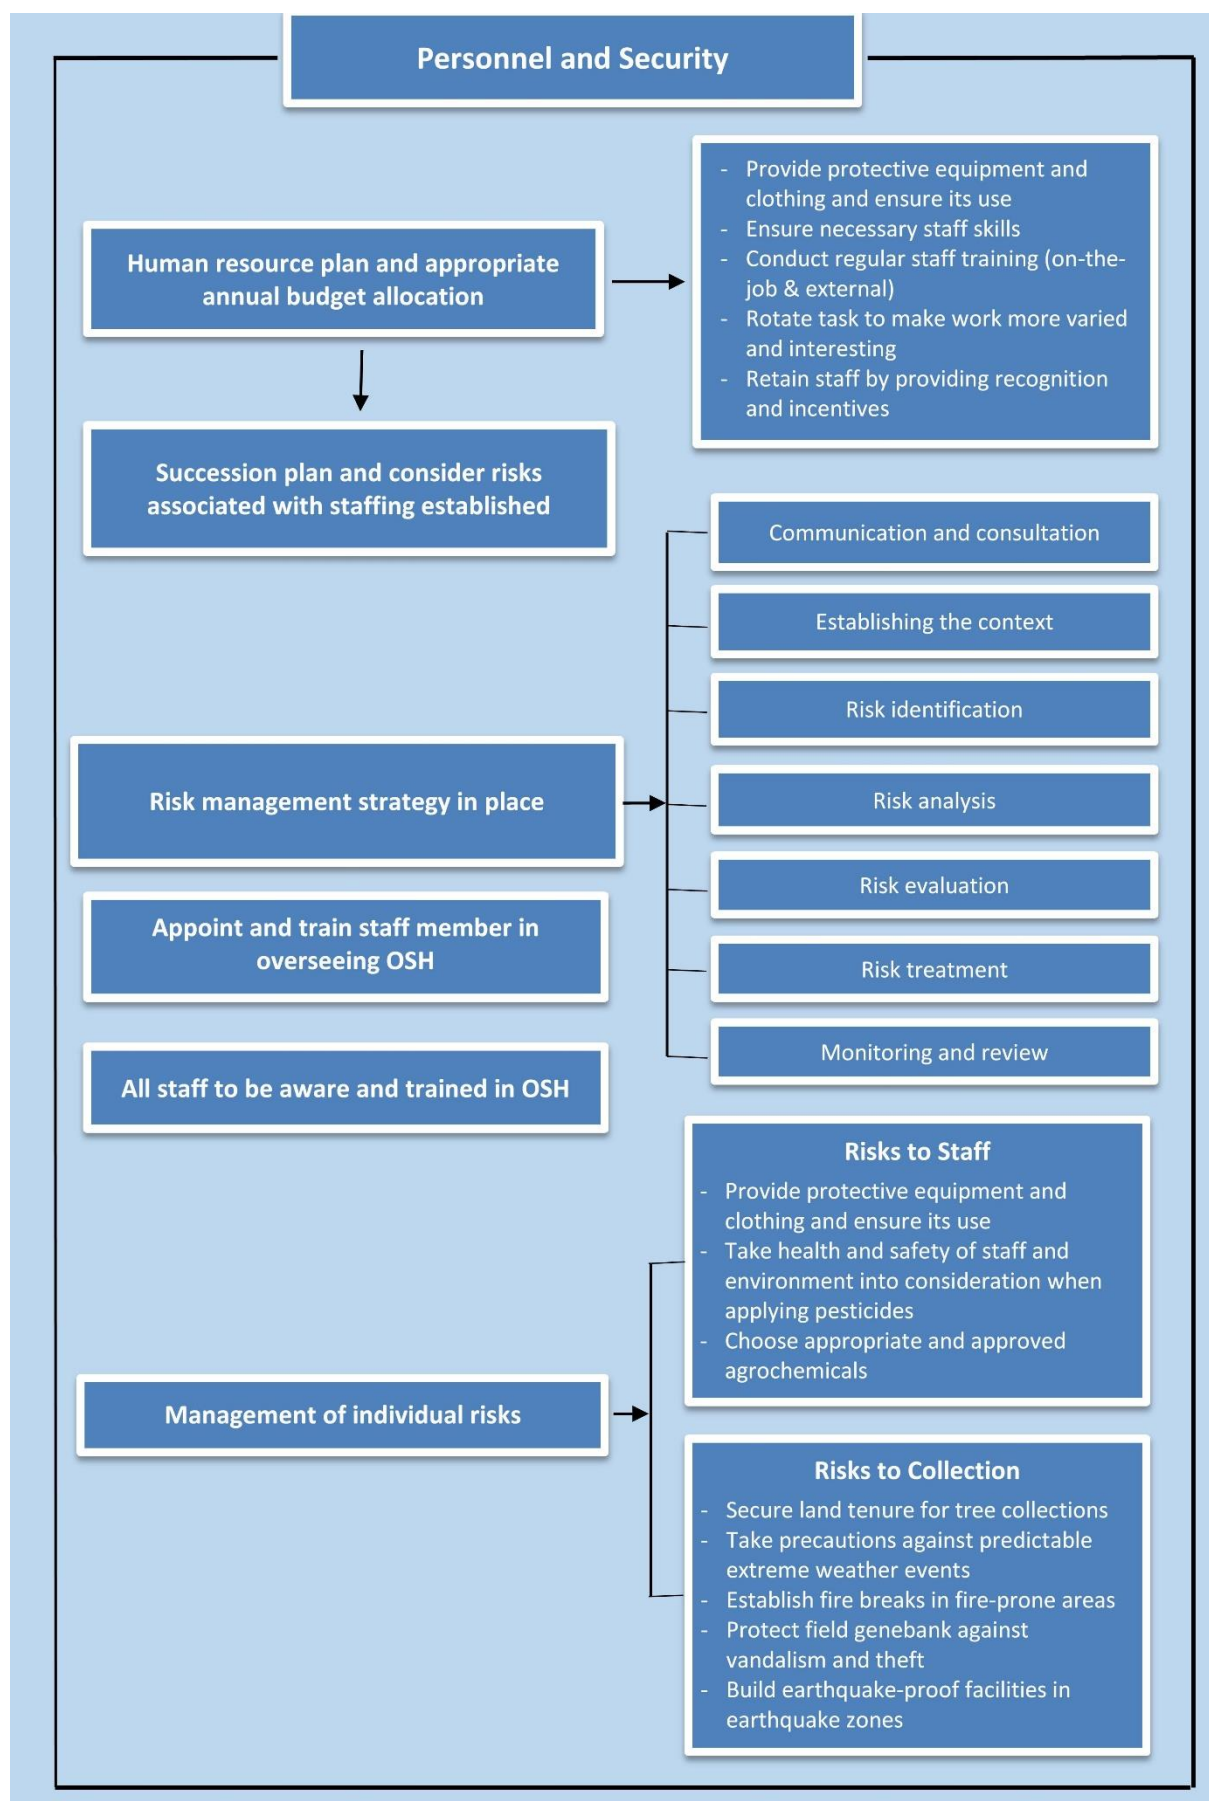 Personnel and Security
- Provide protective equipment and
clothing and ensure its use
- Ensure necessary staff skills
- Conduct regular staff training (on-the-
job & external)
- Rotate task to make work more varied
and interesting
- Retain staff by providing recognition
and incentives
Human resource plan and appropriate
annual budget allocation
Succession plan and consider risks
associated with staffing established
Communication and consultation
Establishing the context
Risk identification
Risk management strategy in place
Risk analysis
Risk evaluation
Appoint and train staff member in
overseeing OSH
Risk treatment
Monitoring and review
All staff to be aware and trained in OSH
Risks to Staff
- Provide protective equipment and
clothing and ensure its use
- Take health and safety of staff and
environment into consideration when
applying pesticides
- Choose appropriate and approved
agrochemicals
Management of individual risks
Risks to Collection
- Secure land tenure for tree collections
- Take precautions against predictable
extreme weather events
- Establish fire breaks in fire-prone areas
- Protect field genebank against
vandalism and theft
- Build earthquake-proof facilities in
earthquake zones